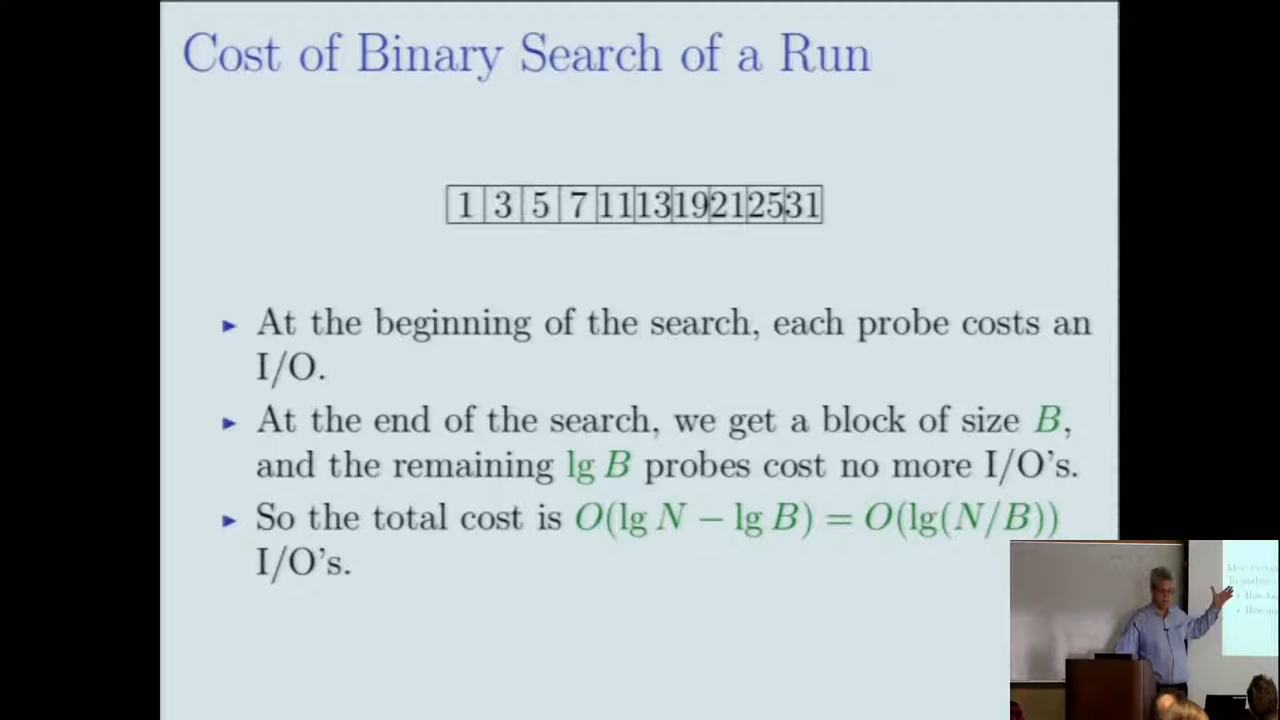 Cost of Binary Search of a Run
1 3 5 7 11 13 19 21 25 31
▸ At the beginning of the search, each probe costs an
I/O.
▸ At the end of the search, we get a block of size B,
and the remaining lg B probes cost no more I/O's.
▸ So the total cost is O(lg N − lg B) = O(lg(N/B))
I/O's.